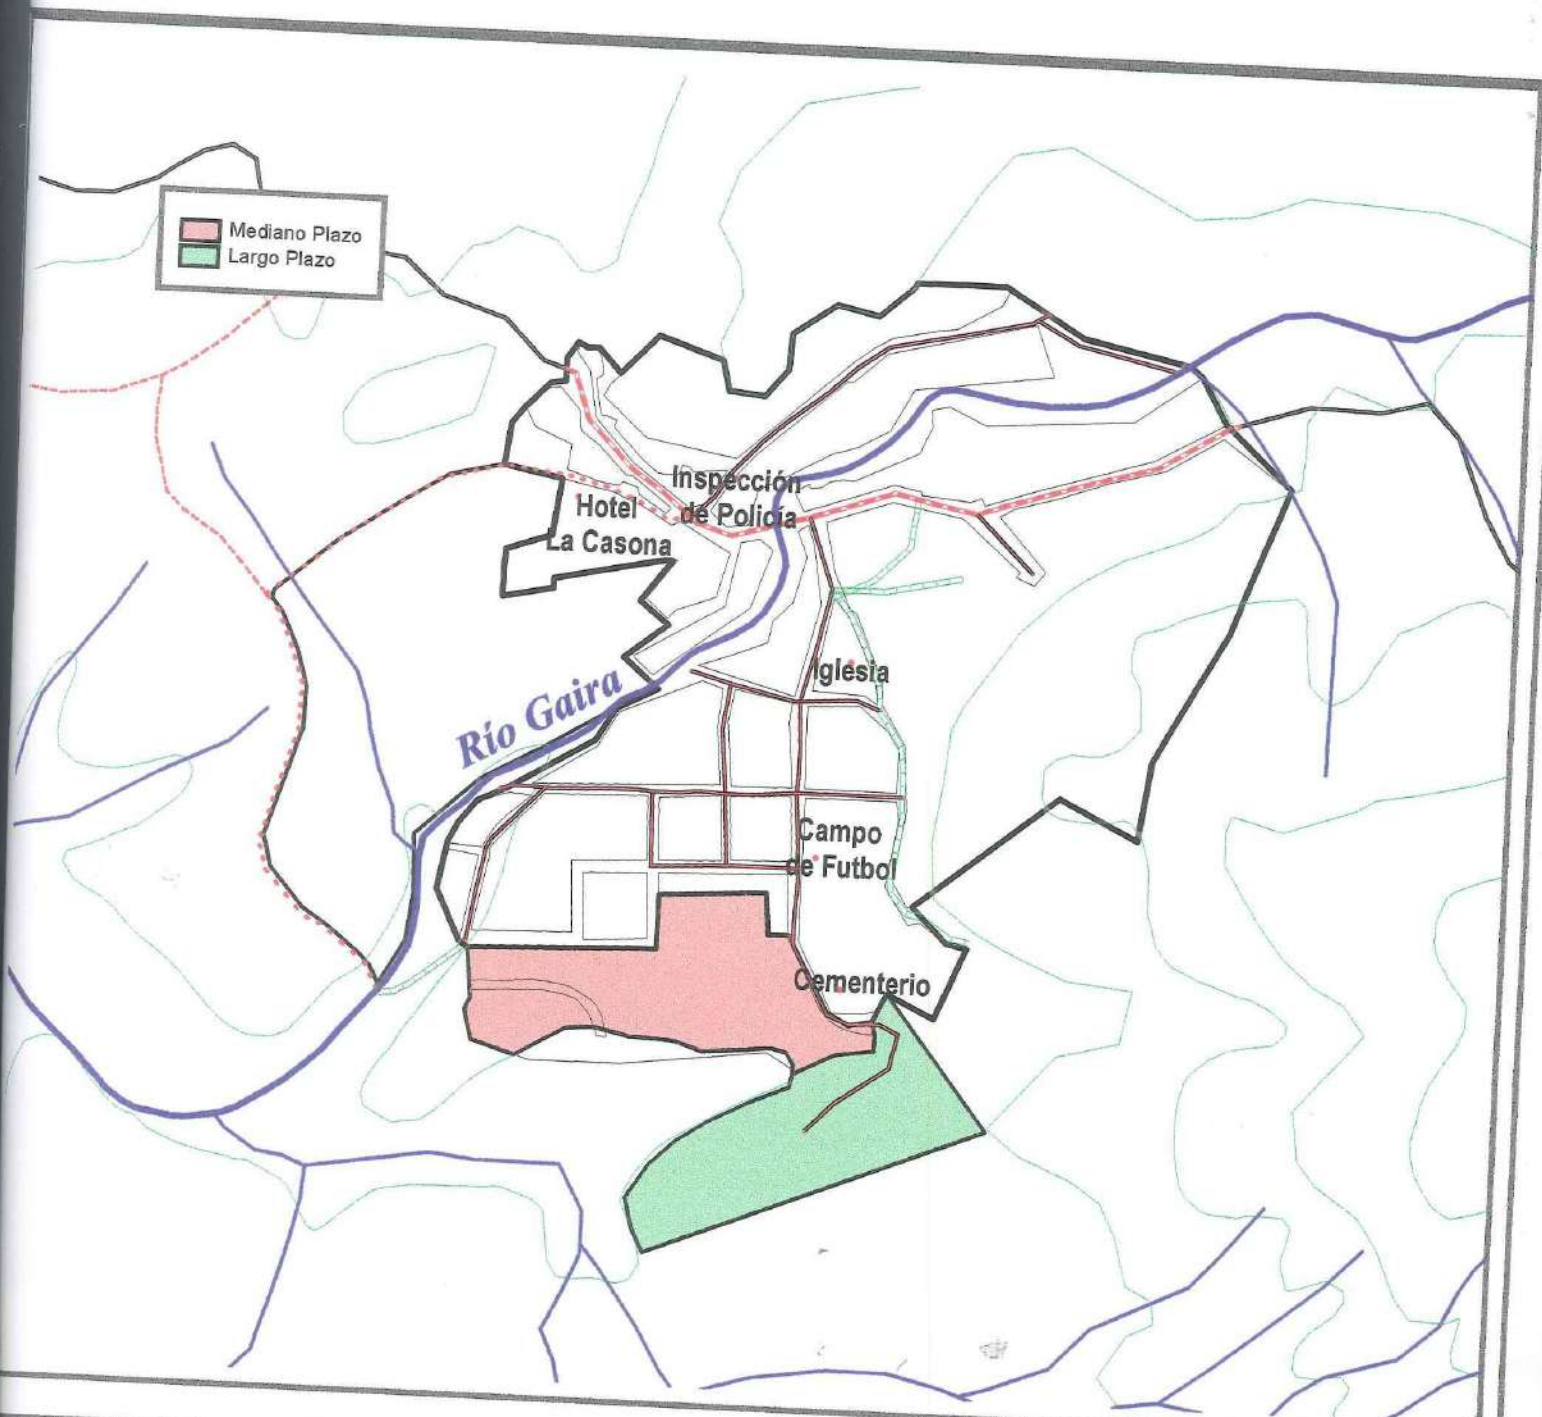 Mediano Plazo
Largo Plazo
Inspección
de Policía
Hotel
La Casona
Iglesia
Río Gaira
Campo
de Futbol
Cementerio